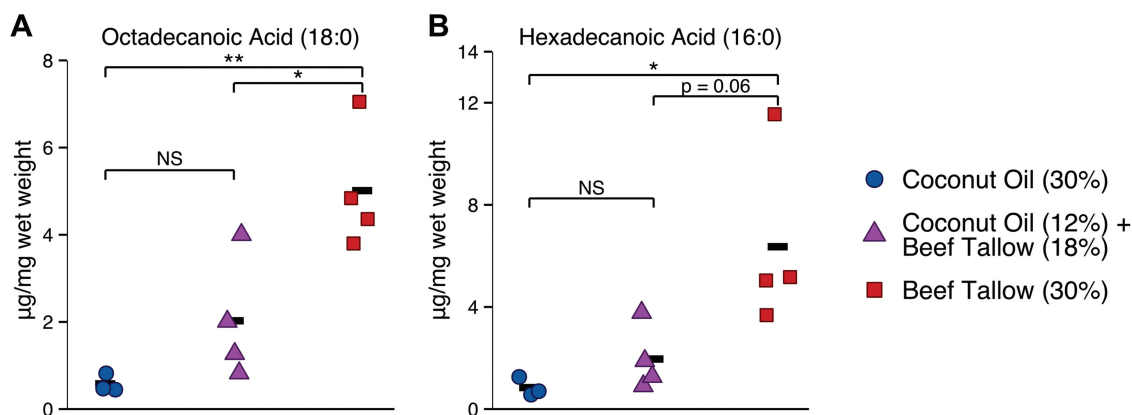 A
Octadecanoic Acid (18:0)
8
6
4
2
0
µg/mg wet weight
**
*
NS
B
Hexadecanoic Acid (16:0)
14
12
8
4
0
µg/mg wet weight
*
p = 0.06
NS
Coconut Oil (30%)
Coconut Oil (12%) +
Beef Tallow (18%)
Beef Tallow (30%)